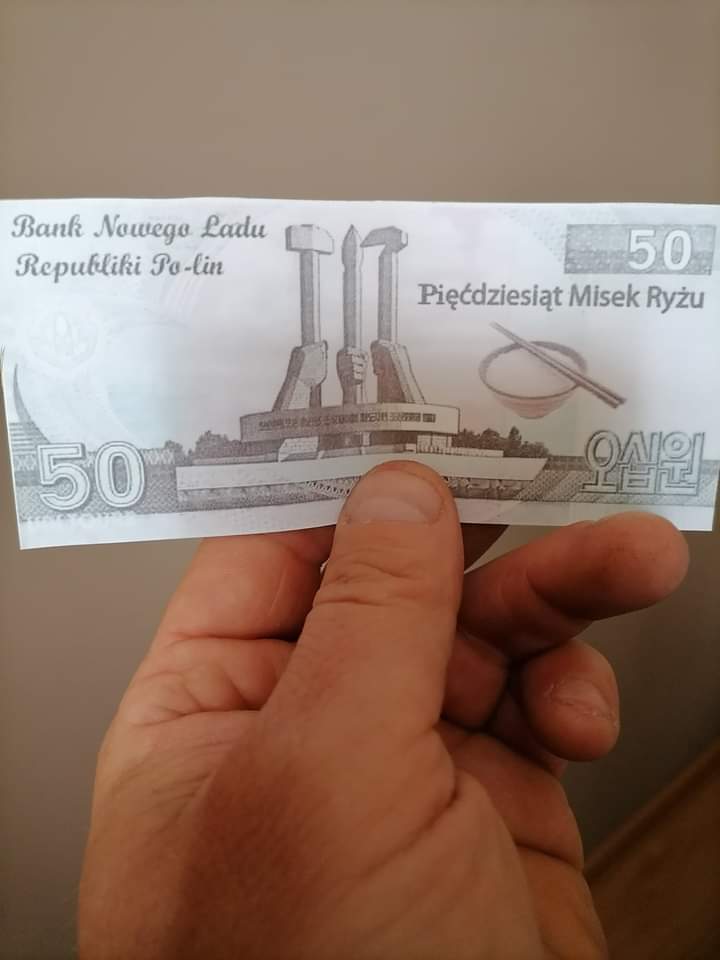 Bank Nowego Ładu
Republiki Po-lin
50
Pięćdziesiąt Misek Ryżu
50
오십원